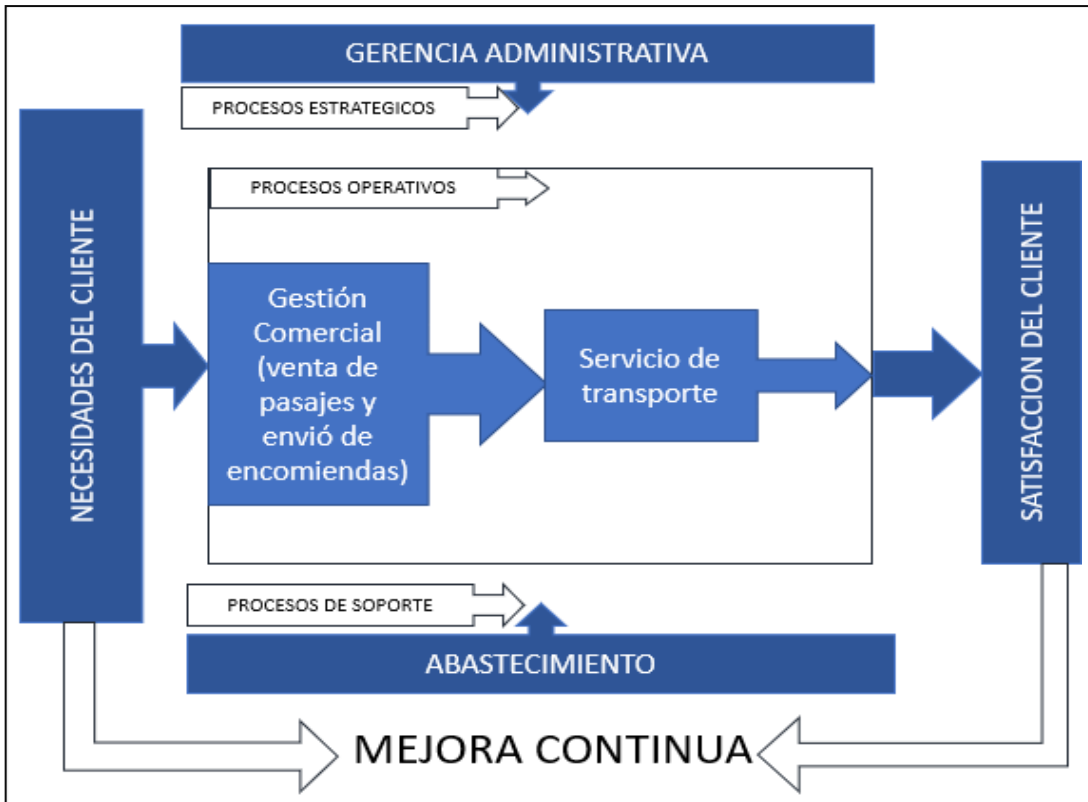 GERENCIA ADMINISTRATIVA
PROCESOS ESTRATEGICOS
PROCESOS OPERATIVOS
NECESIDADES DEL CLIENTE
Gestión
Comercial
(venta de
pasajes y
envió de
encomiendas)
Servicio de
transporte
SATISFACCION DEL CLIENTE
PROCESOS DE SOPORTE
ABASTECIMIENTO
MEJORA CONTINUA